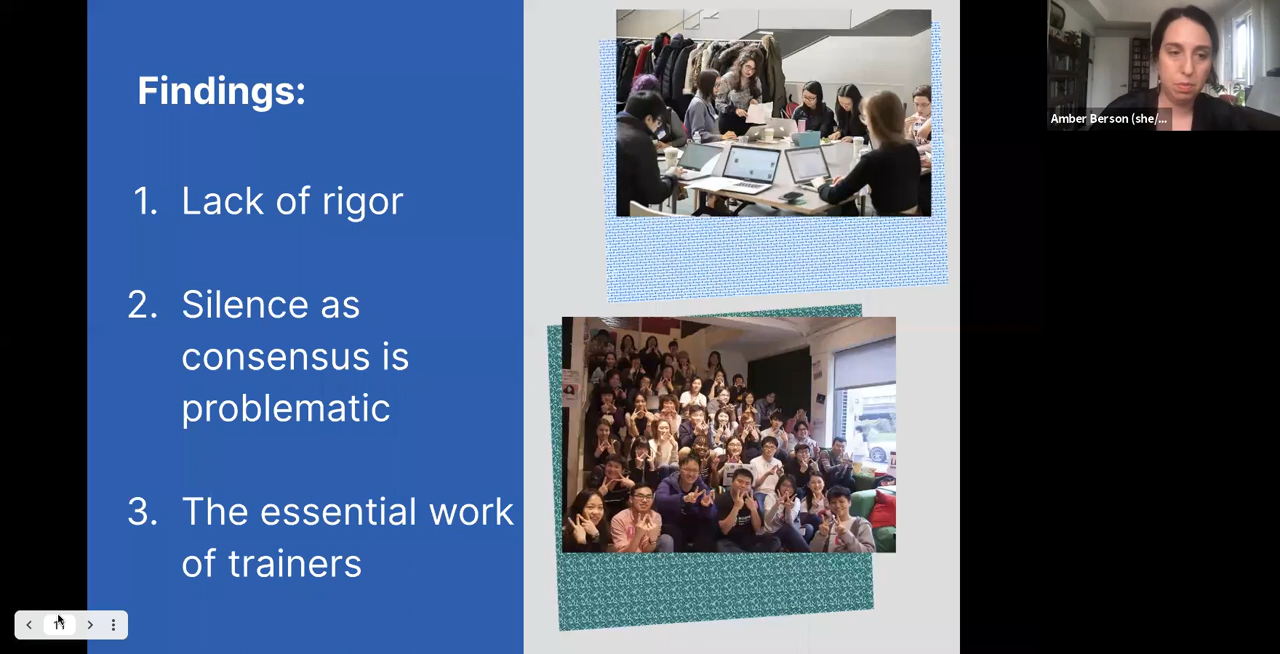 Findings:
1. Lack of rigor
2. Silence as
consensus is
problematic
3. The essential work
of trainers
Amber Berson (she/...